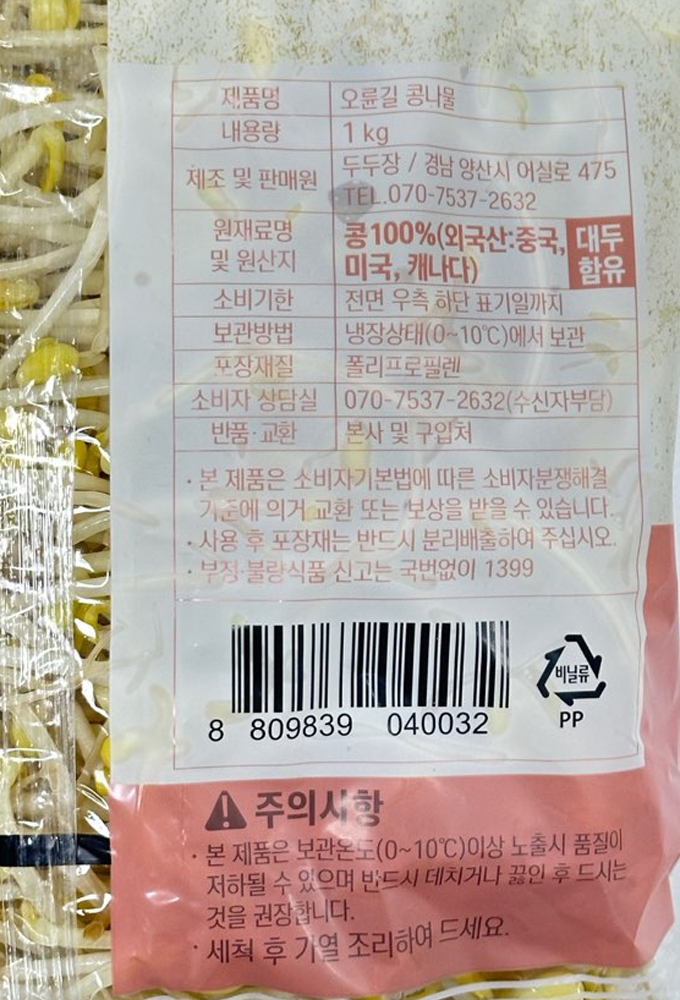 제품명 오륜길 콩나물
내용량 1kg
제조 및 판매원 두두장 / 경남 양산시 어실로 475
TEL.070-7537-2632
원재료명 및 원산지 콩100%(외국산:중국,
미국, 캐나다)
대두
함유
소비기한 전면 우측 하단 표기일까지
보관방법 냉장상태(0~10℃)에서 보관
포장재질 폴리프로필렌
소비자 상담실 070-7537-2632(수신자부담)
반품·교환 본사 및 구입처
· 본 제품은 소비자기본법에 따른 소비자분쟁해결
기준에 의거 교환 또는 보상을 받을 수 있습니다.
· 사용 후 포장재는 반드시 분리배출하여 주십시오.
· 부정·불량식품 신고는 국번없이 1399
8 809839 040032
비닐류
PP
주의사항
· 본 제품은 보관온도(0~10℃)이상 노출시 품질이
저하될 수 있으며 반드시 데치거나 끓인 후 드시는
것을 권장합니다.
· 세척 후 가열 조리하여 드세요.